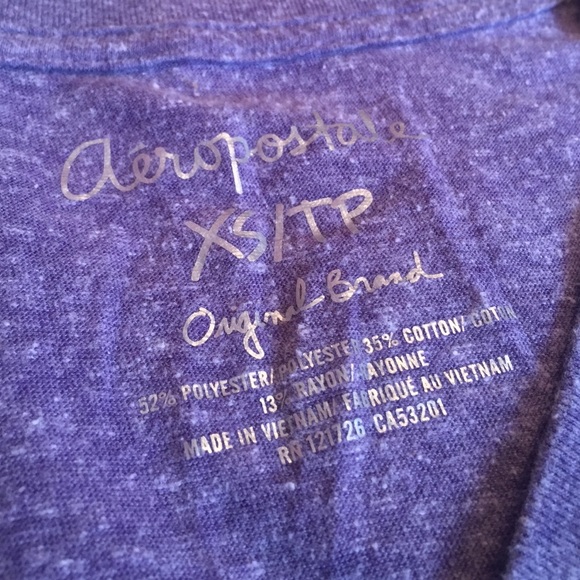 aéropostale
XS/TP
Original Brand
52% POLYESTER/POLYESTER 35% COTTON/COTON
13% RAYON/RAYONNE
MADE IN VIETNAM/FABRIQUÉ AU VIETNAM
RN 121726 CA53201